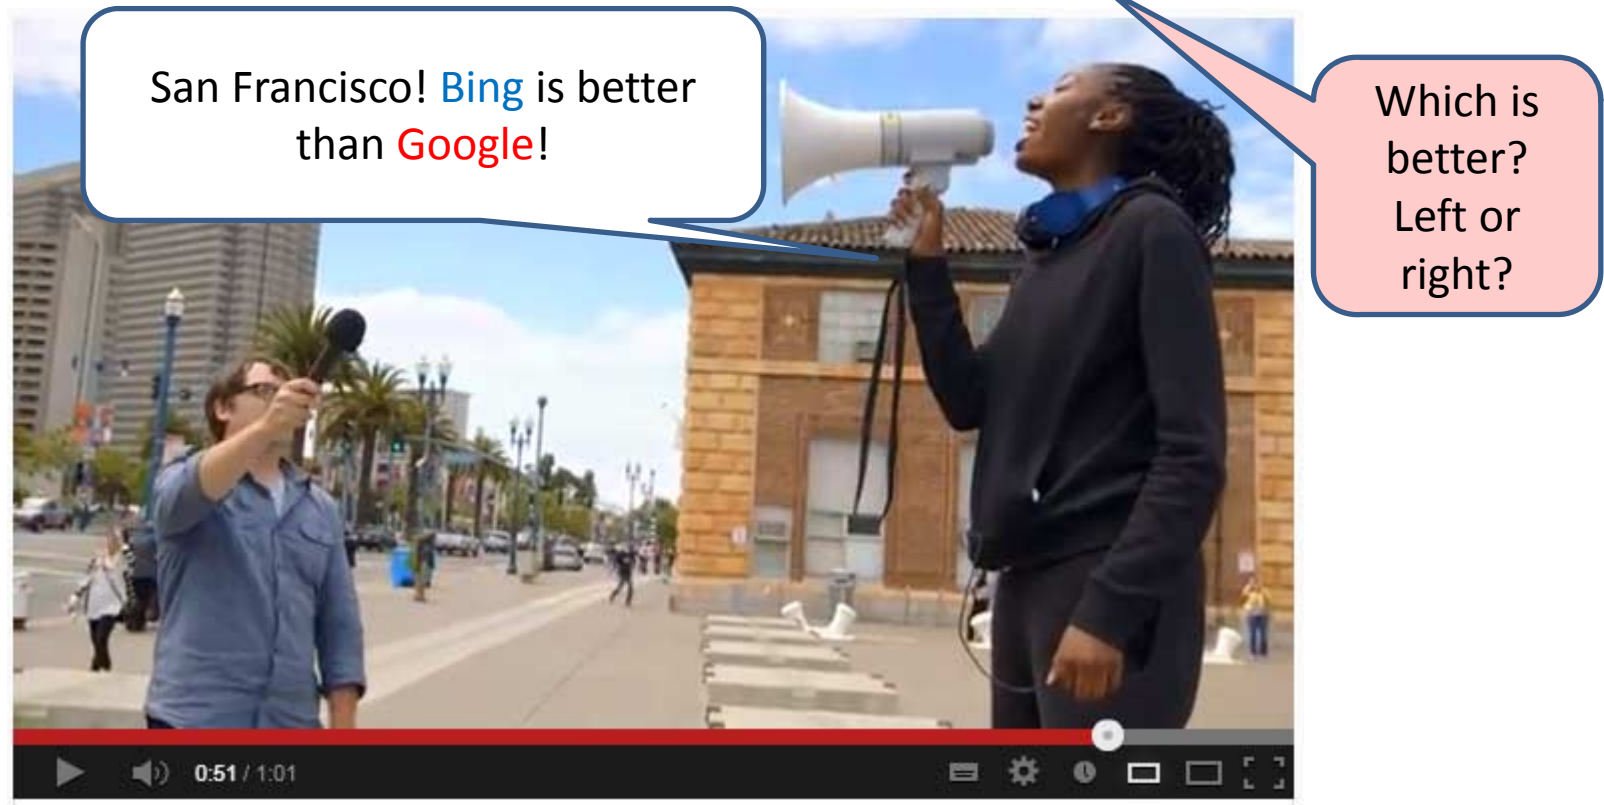 San Francisco! Bing is better
than Google!
Which is
better?
Left or
right?
0:51 / 1:01